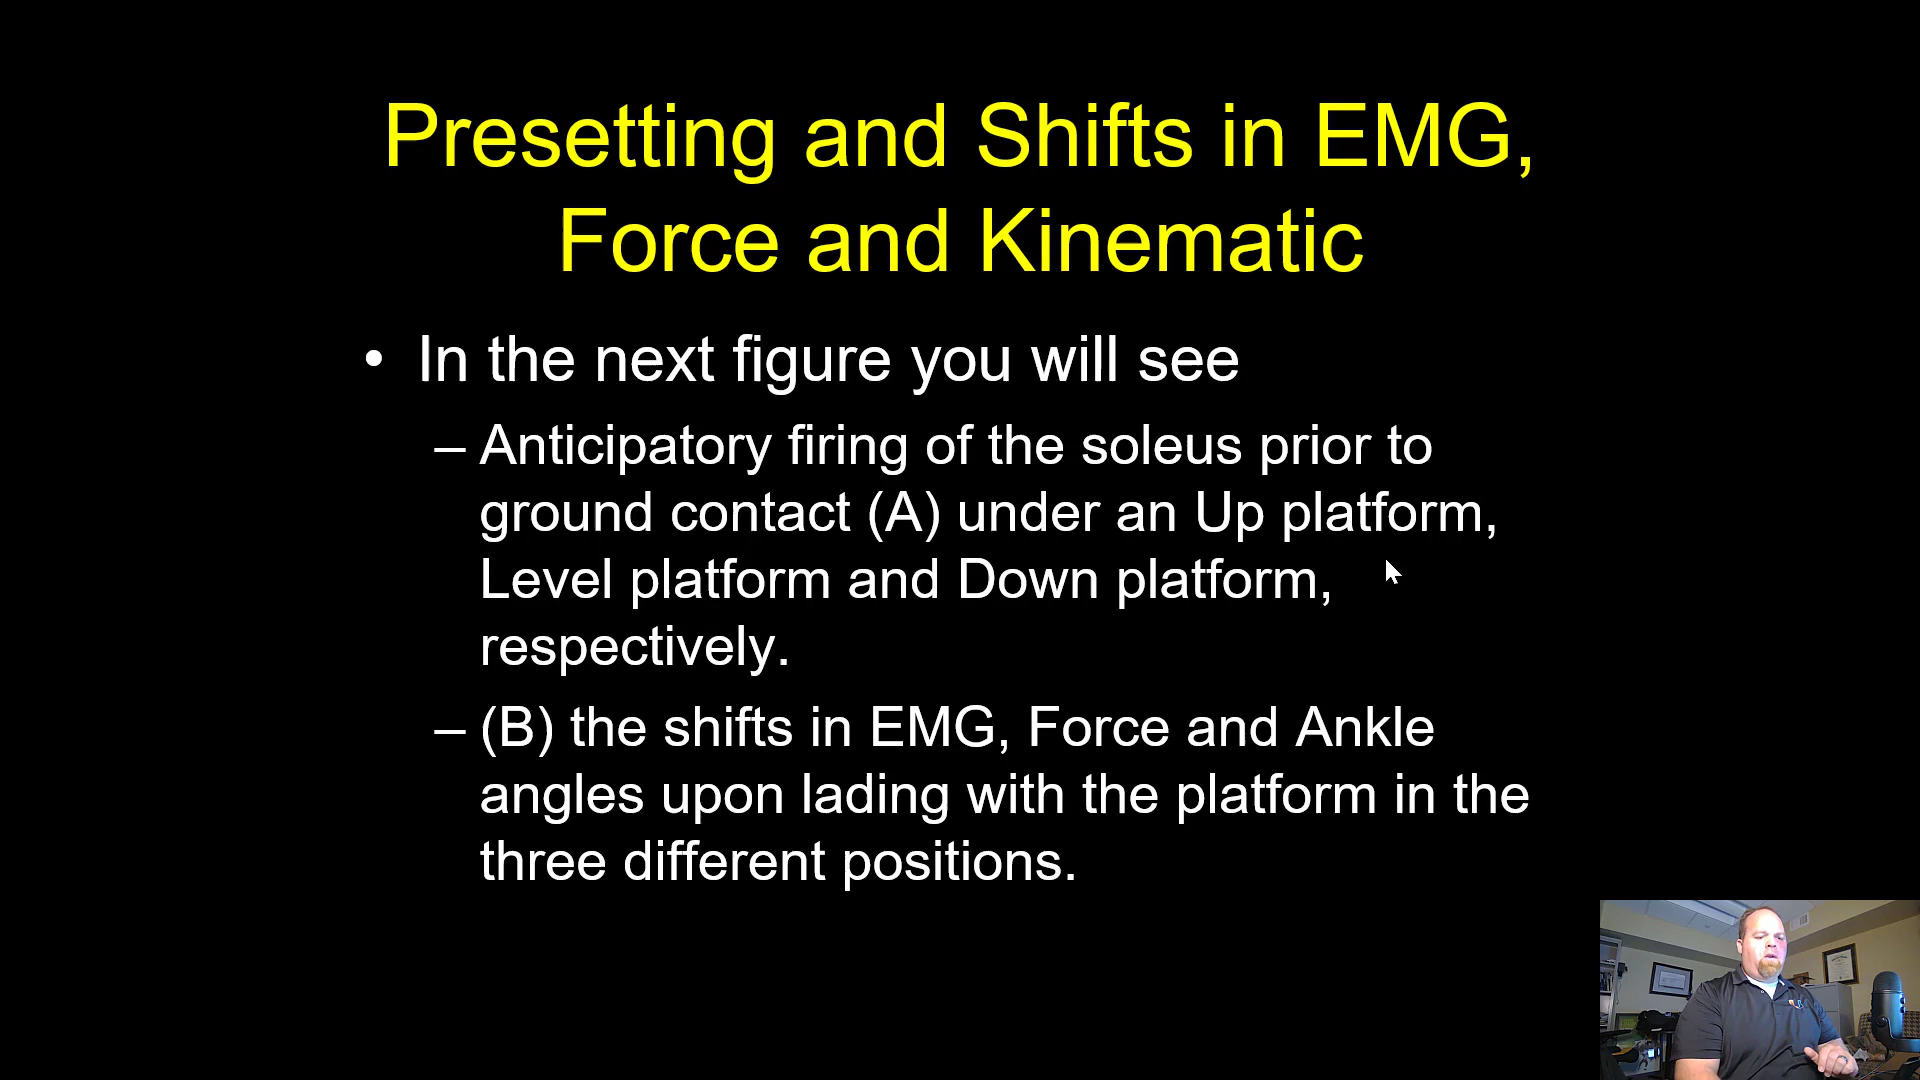 Presetting and Shifts in EMG,
Force and Kinematic
• In the next figure you will see
– Anticipatory firing of the soleus prior to
ground contact (A) under an Up platform,
Level platform and Down platform,
respectively.
– (B) the shifts in EMG, Force and Ankle
angles upon lading with the platform in the
three different positions.